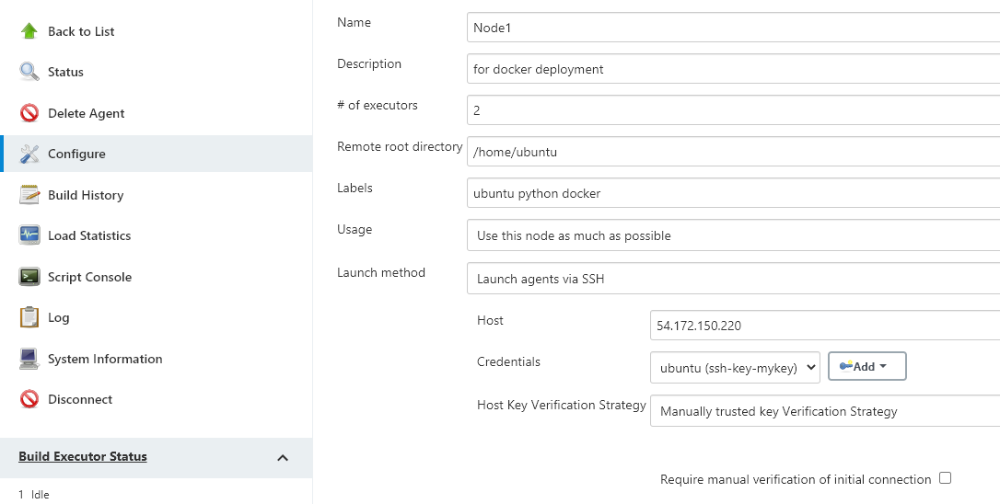 Back to List
Status
Delete Agent
Configure
Build History
Load Statistics
Script Console
Log
System Information
Disconnect
Build Executor Status
1 Idle
Name
Node1
Description
for docker deployment
# of executors
2
Remote root directory
/home/ubuntu
Labels
ubuntu python docker
Usage
Use this node as much as possible
Launch method
Launch agents via SSH
Host
54.172.150.220
Credentials
ubuntu (ssh-key-mykey)
Add
Host Key Verification Strategy
Manually trusted key Verification Strategy
Require manual verification of initial connection